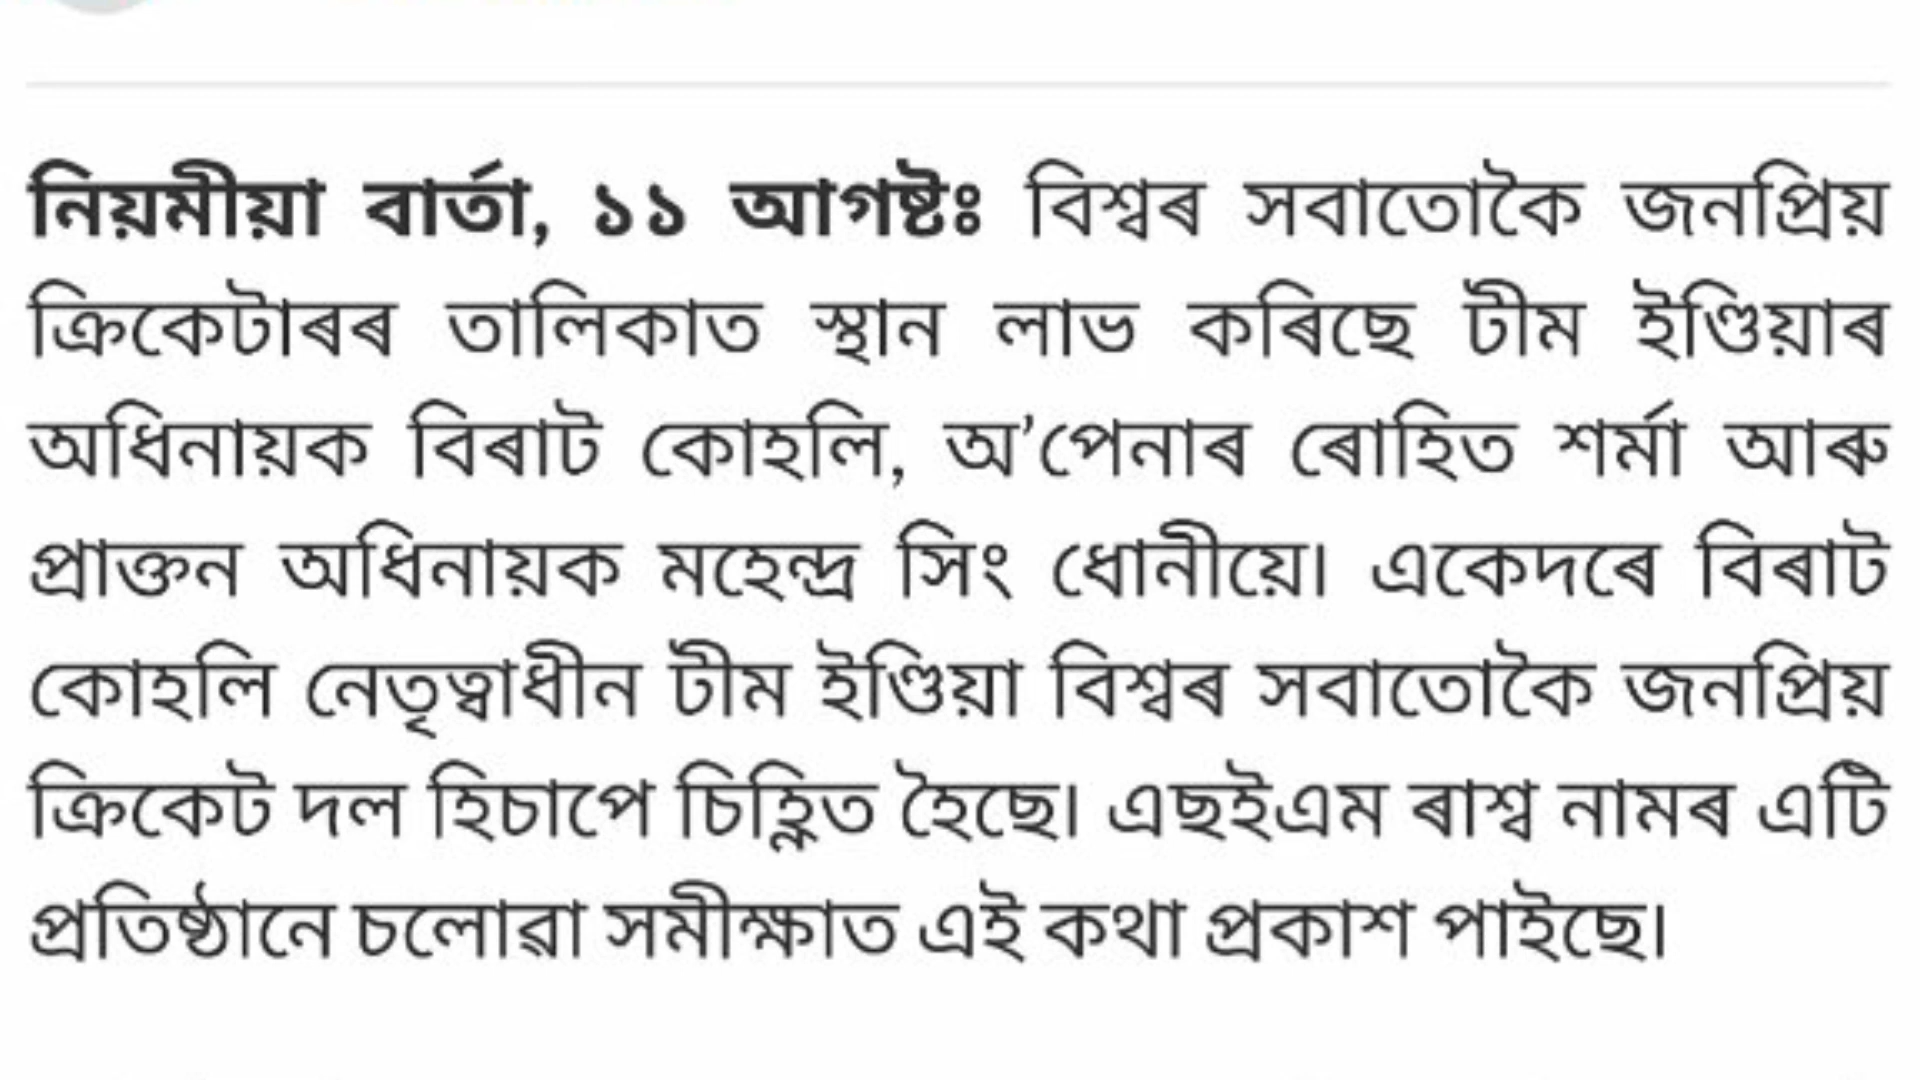 নিয়মীয়া বাৰ্তা, ১১ আগষ্টঃ বিশ্বৰ সবাতোকৈ জনপ্ৰিয়
ক্ৰিকেটাৰৰ তালিকাত স্থান লাভ কৰিছে টীম ইণ্ডিয়াৰ
অধিনায়ক বিৰাট কোহলি, অ’পেনাৰ ৰোহিত শৰ্মা আৰু
প্ৰাক্তন অধিনায়ক মহেন্দ্ৰ সিং ধোনীয়ে। একেদৰে বিৰাট
কোহলি নেতৃত্বাধীন টীম ইণ্ডিয়া বিশ্বৰ সবাতোকৈ জনপ্ৰিয়
ক্ৰিকেট দল হিচাপে চিহ্ণিত হৈছে। এছইএম ৰাশ্ব নামৰ এটি
প্ৰতিষ্ঠানে চলোৱা সমীক্ষাত এই কথা প্ৰকাশ পাইছে।